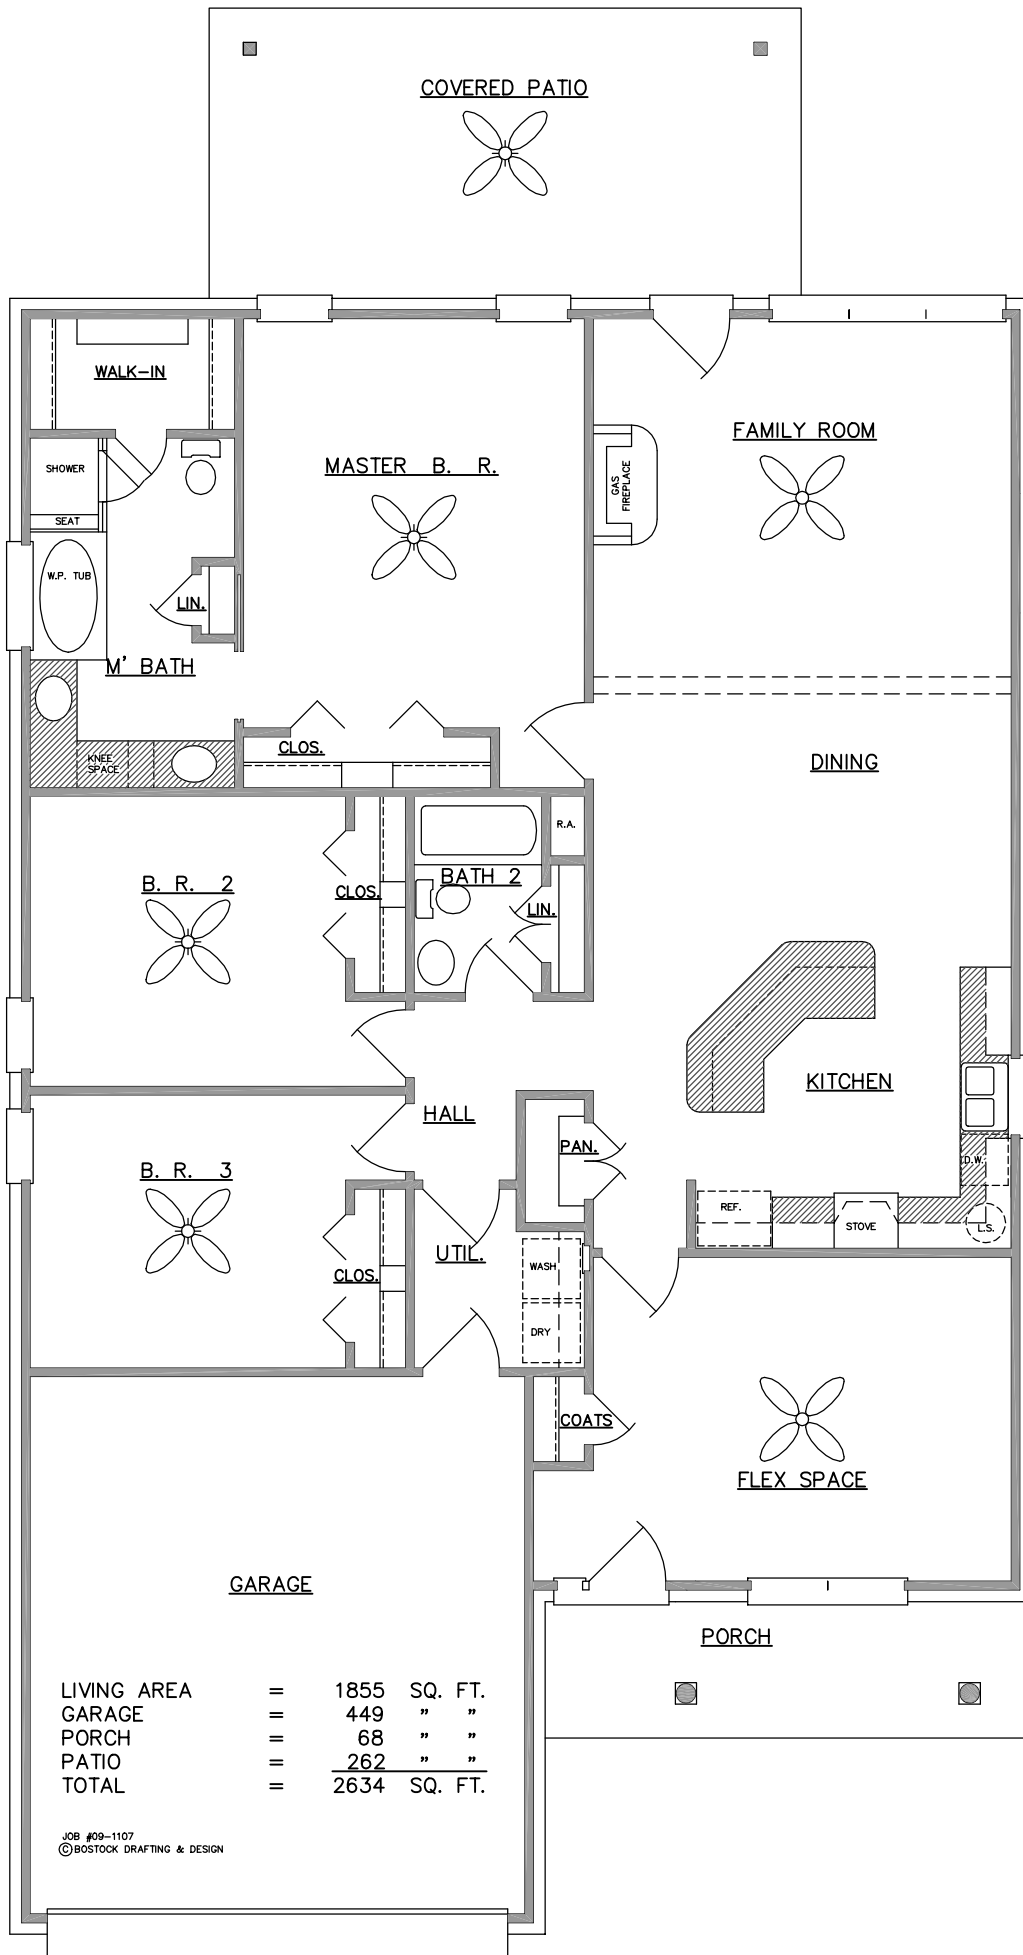 COVERED PATIO
WALK-IN
SHOWER
SEAT
W.P. TUB
LIN.
M' BATH
KNEE
SPACE
MASTER B. R.
CLOS.
FAMILY ROOM
GAS
FIREPLACE
DINING
B. R. 2
CLOS.
BATH 2
R.A.
LIN.
KITCHEN
HALL
PAN.
D.W.
REF.
STOVE
L.S.
B. R. 3
CLOS.
UTIL.
WASH
DRY
COATS
FLEX SPACE
GARAGE
PORCH
LIVING AREA = 1855 SQ. FT.
GARAGE = 449 " "
PORCH = 68 " "
PATIO = 262 " "
TOTAL = 2634 SQ. FT.
JOB #09-1107
© BOSTOCK DRAFTING & DESIGN